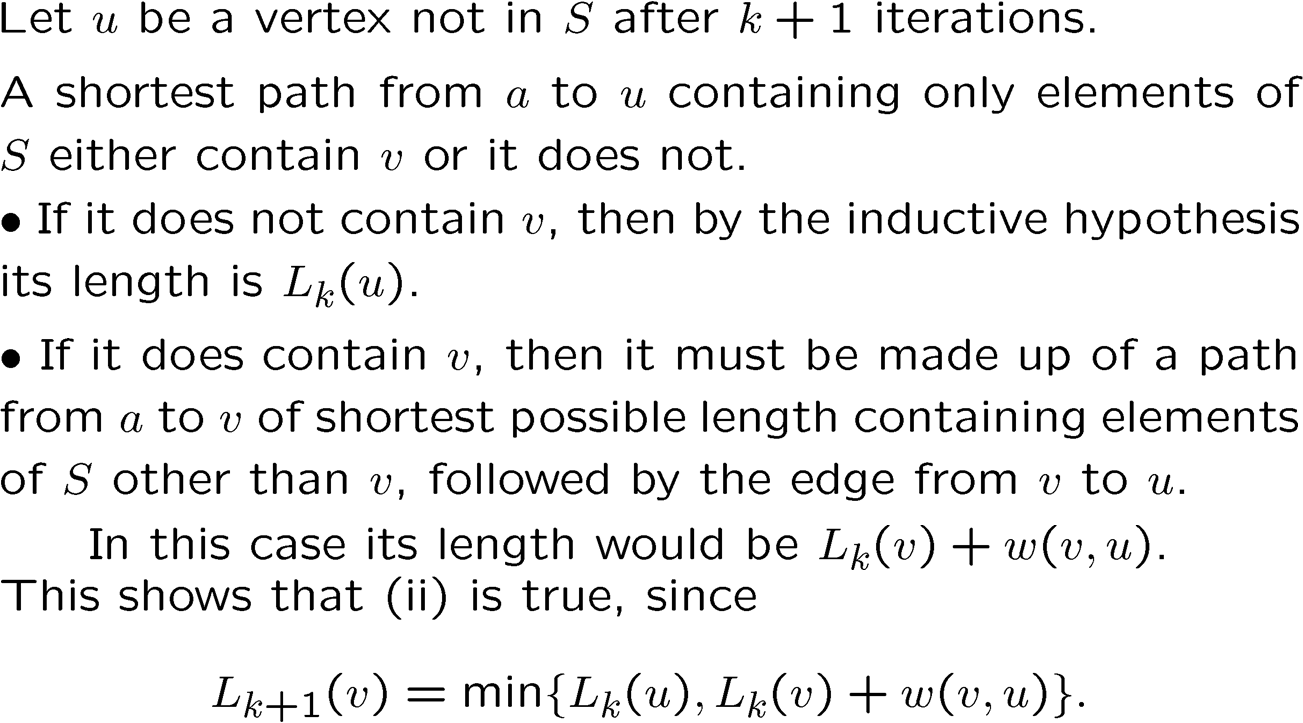 Let u be a vertex not in S after k + 1 iterations.
A shortest path from a to u containing only elements of
S either contain v or it does not.
• If it does not contain v, then by the inductive hypothesis
its length is L_k(u).
• If it does contain v, then it must be made up of a path
from a to v of shortest possible length containing elements
of S other than v, followed by the edge from v to u.
In this case its length would be L_k(v) + w(v, u).
This shows that (ii) is true, since
L_{k+1}(v) = min{L_k(u), L_k(v) + w(v, u)}.